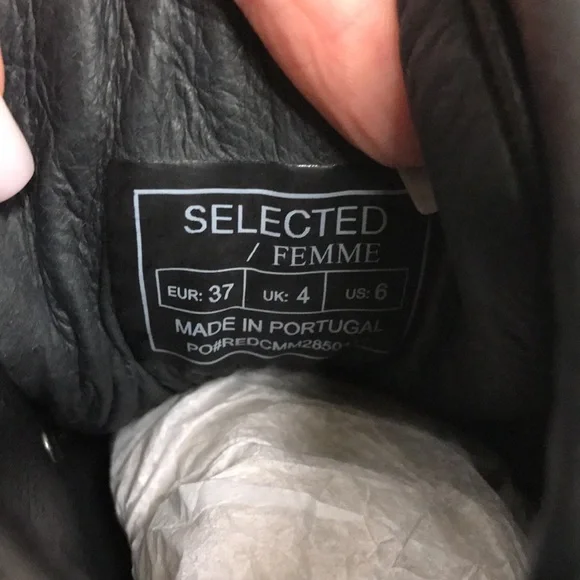 SELECTED
/ FEMME
EUR: 37 UK: 4 US: 6
MADE IN PORTUGAL